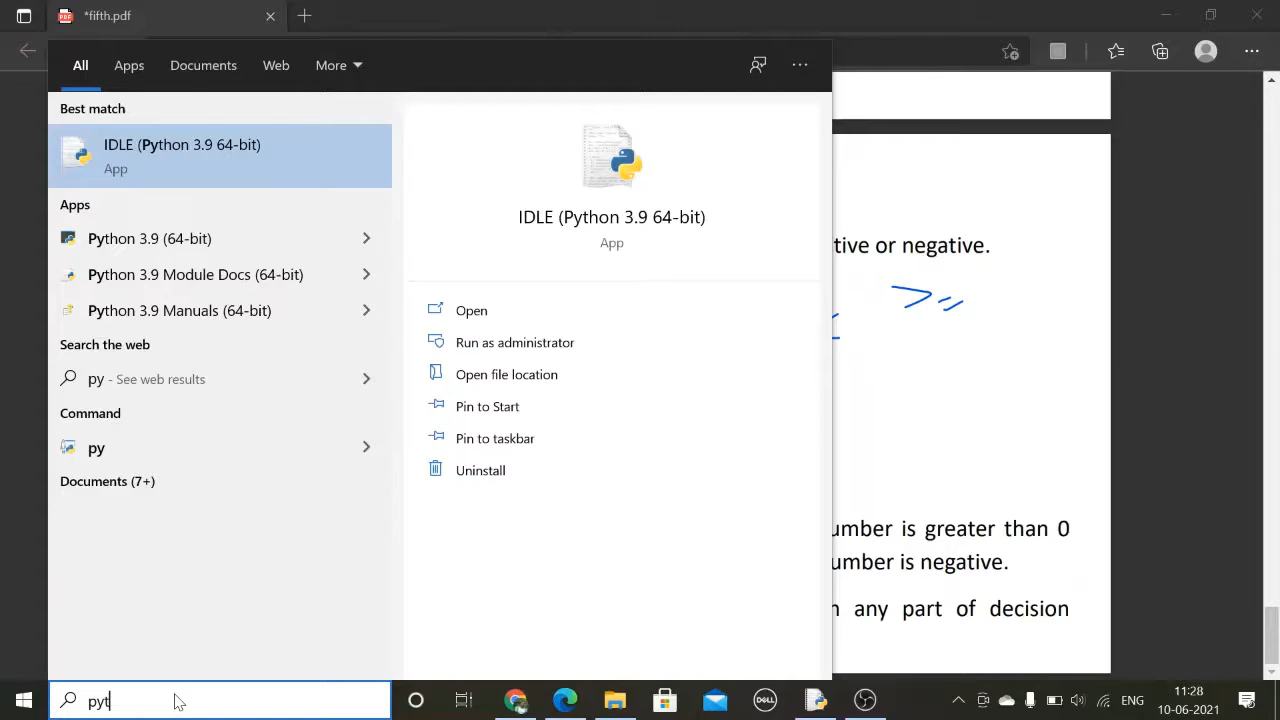 *fifth.pdf
All Apps Documents Web More
Best match
IDLE (Python 3.9 64-bit)
App
Apps
Python 3.9 (64-bit)
Python 3.9 Module Docs (64-bit)
Python 3.9 Manuals (64-bit)
Search the web
py - See web results
Command
py
Documents (7+)
IDLE (Python 3.9 64-bit)
App
Open
Run as administrator
Open file location
Pin to Start
Pin to taskbar
Uninstall
tive or negative.
>=
umber is greater than 0
umber is negative.
any part of decision
pyt
DELL
ENG
11:28
10-06-2021